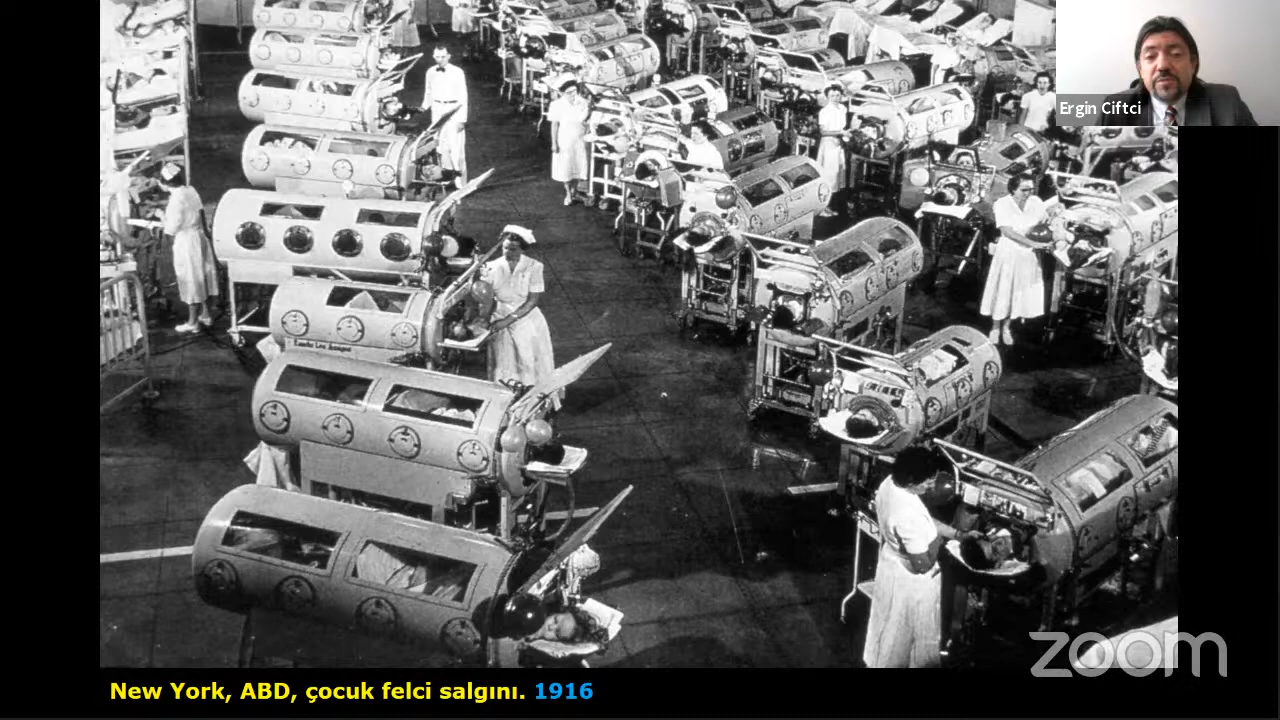 Ergin Ciftci
zoom
New York, ABD, çocuk felci salgını. 1916